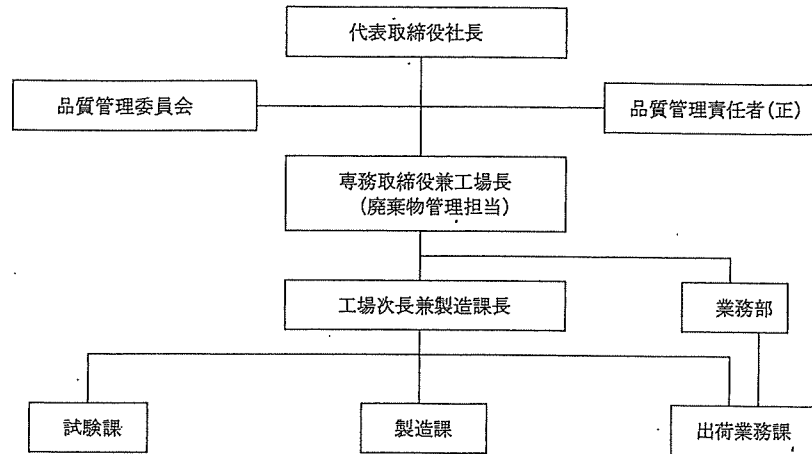 代表取締役社長
品質管理委員会
品質管理責任者(正)
専務取締役兼工場長
(廃棄物管理担当)
工場次長兼製造課長
業務部
試験課
製造課
出荷業務課